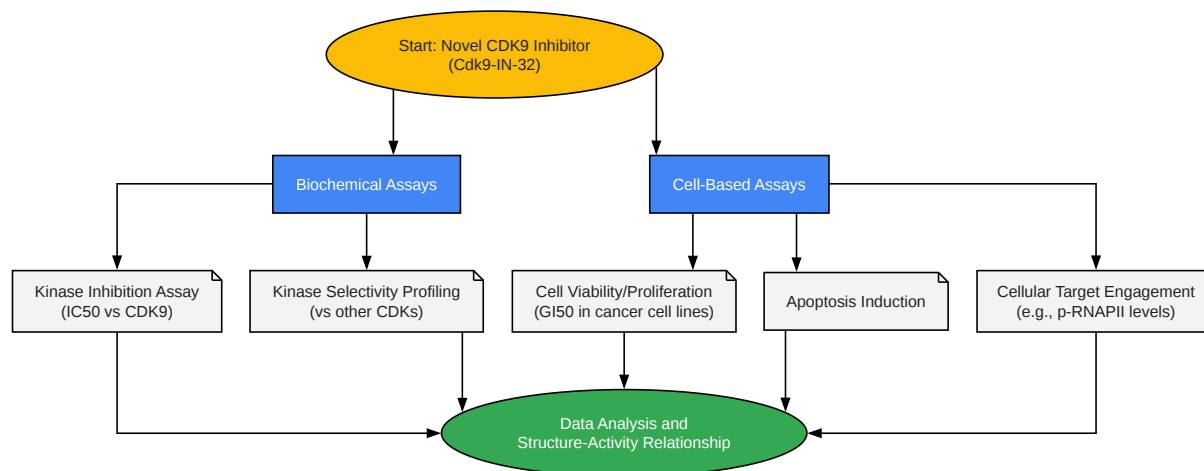 Start: Novel CDK9 Inhibitor
(Cdk9-IN-32)
Biochemical Assays
Cell-Based Assays
Kinase Inhibition Assay
(IC50 vs CDK9)
Kinase Selectivity Profiling
(vs other CDKs)
Cell Viability/Proliferation
(GI50 in cancer cell lines)
Apoptosis Induction
Cellular Target Engagement
(e.g., p-RNAPII levels)
Data Analysis and
Structure-Activity Relationship